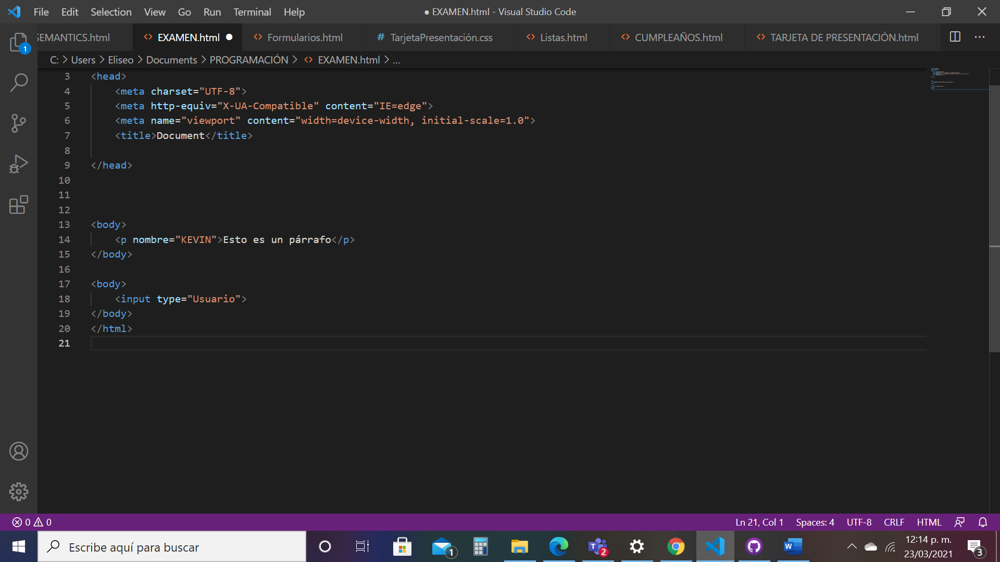 File Edit Selection View Go Run Terminal Help ● EXAMEN.html - Visual Studio Code
SEMANTICS.html <> EXAMEN.html ● <> Formularios.html # TarjetaPresentación.css <> Listas.html <> CUMPLEAÑOS.html <> TARJETA DE PRESENTACIÓN.html ...
1
C: > Users > Eliseo > Documents > PROGRAMACIÓN > <> EXAMEN.html > ...
3 <head>
4 <meta charset="UTF-8">
5 <meta http-equiv="X-UA-Compatible" content="IE=edge">
6 <meta name="viewport" content="width=device-width, initial-scale=1.0">
7 <title>Document</title>
8
9 </head>
10
11
12
13 <body>
14 <p nombre="KEVIN">Esto es un párrafo</p>
15 </body>
16
17 <body>
18 <input type="Usuario">
19 </body>
20 </html>
21
0 0 Ln 21, Col 1 Spaces: 4 UTF-8 CRLF HTML
Escribe aquí para buscar 1 T 2 W 12:14 p. m. 3
23/03/2021